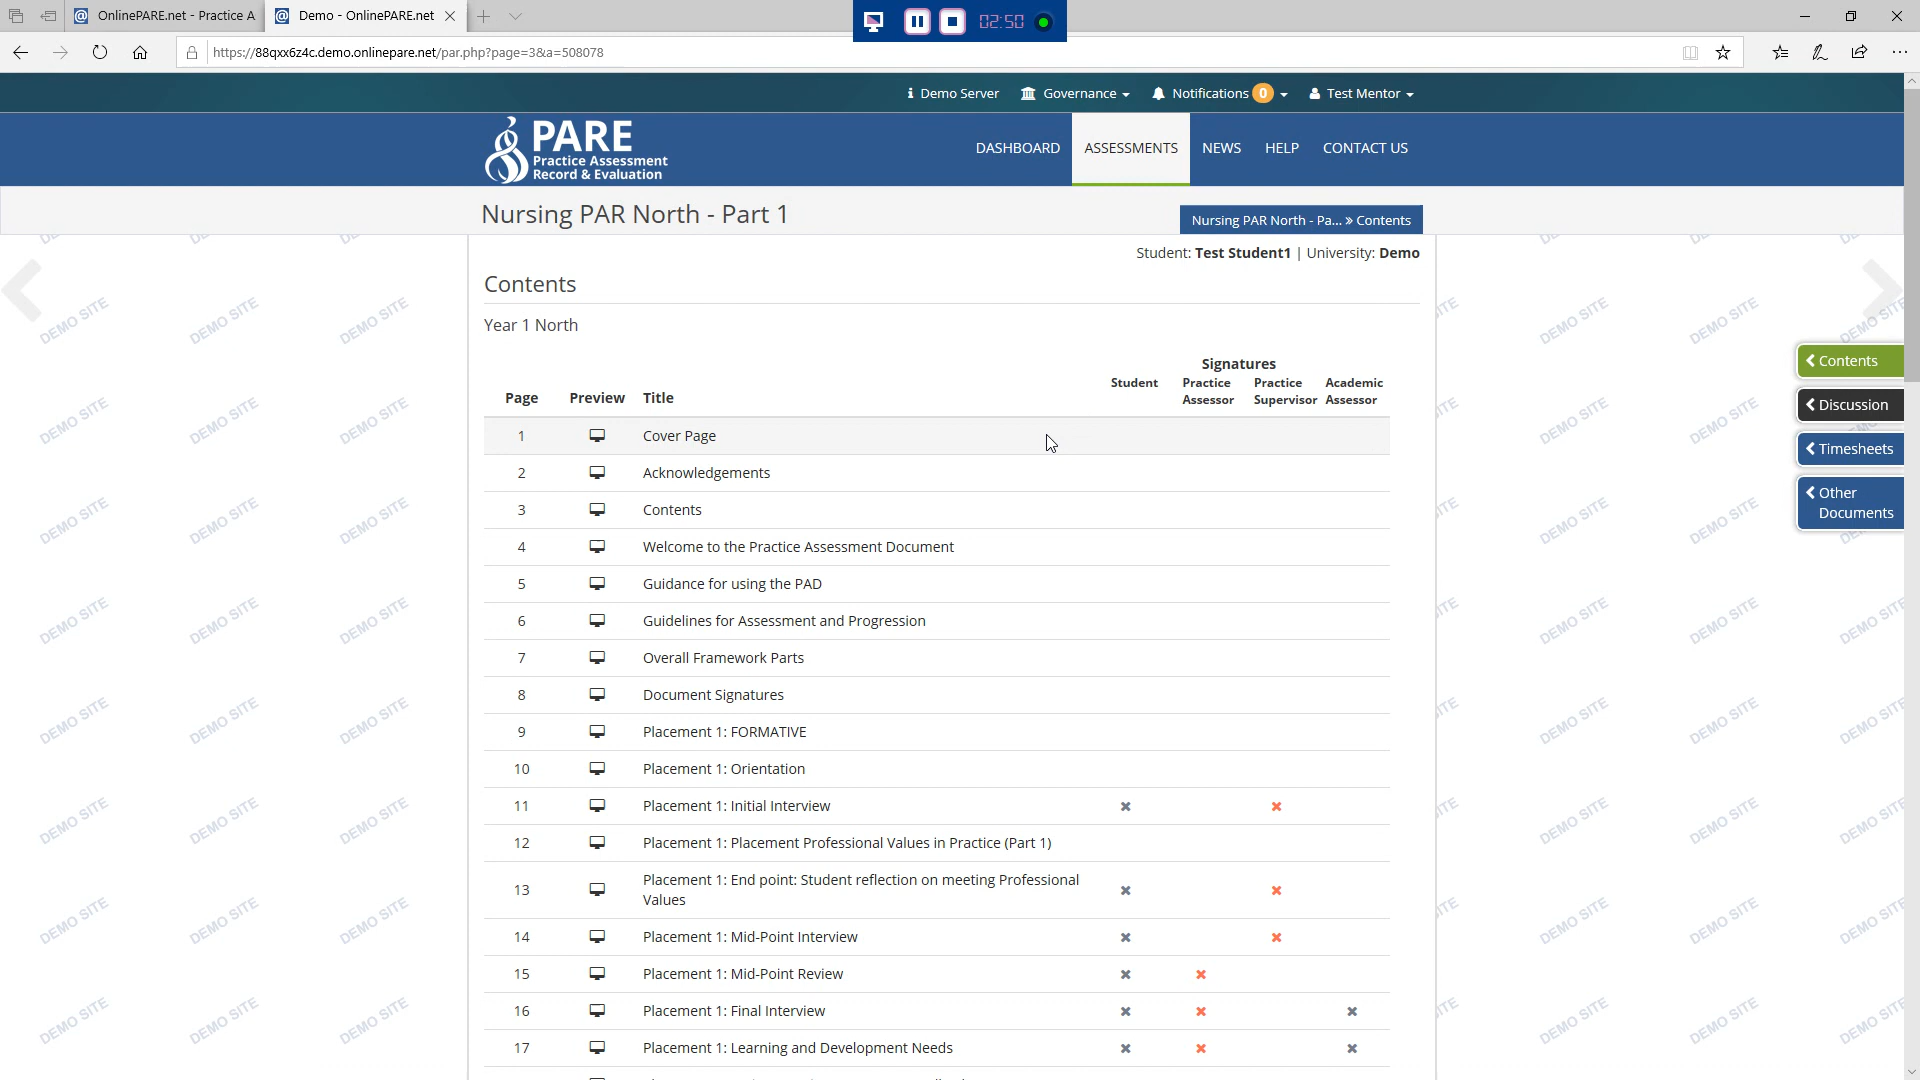 OnlinePARE.net - Practice A
Demo - OnlinePARE.net
02:50
https://88qxx6z4c.demo.onlinepare.net/par.php?page=3&a=508078
Demo Server
Governance
Notifications 0
Test Mentor
PARE
Practice Assessment
Record & Evaluation
DASHBOARD
ASSESSMENTS
NEWS
HELP
CONTACT US
Nursing PAR North - Part 1
Nursing PAR North - Pa... » Contents
Student: Test Student1 | University: Demo
Contents
Year 1 North
Signatures
Page Preview Title Student Practice Assessor Practice Supervisor Academic Assessor
1 Cover Page
2 Acknowledgements
3 Contents
4 Welcome to the Practice Assessment Document
5 Guidance for using the PAD
6 Guidelines for Assessment and Progression
7 Overall Framework Parts
8 Document Signatures
9 Placement 1: FORMATIVE
10 Placement 1: Orientation
11 Placement 1: Initial Interview
12 Placement 1: Placement Professional Values in Practice (Part 1)
13 Placement 1: End point: Student reflection on meeting Professional
Values
14 Placement 1: Mid-Point Interview
15 Placement 1: Mid-Point Review
16 Placement 1: Final Interview
17 Placement 1: Learning and Development Needs
Contents
Discussion
Timesheets
Other
Documents
DEMO SITE